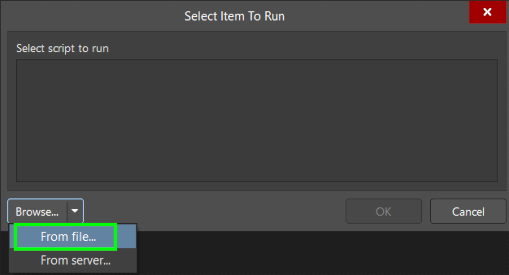 Select Item To Run
Select script to run
Browse...
OK
Cancel
From file...
From server...